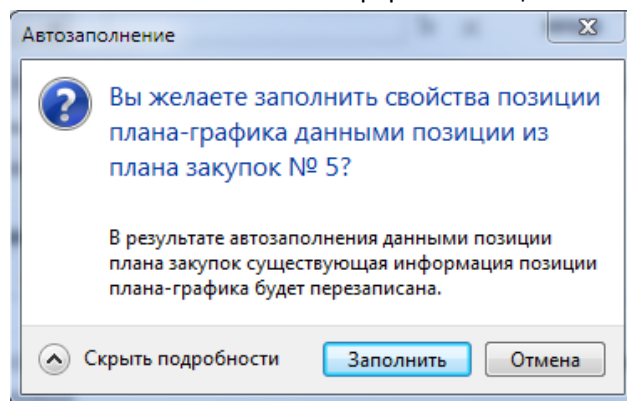 Автозаполнение
Вы желаете заполнить свойства позиции
плана-графика данными позиции из
плана закупок № 5?
В результате автозаполнения данными позиции
плана закупок существующая информация позиции
плана-графика будет перезаписана.
Скрыть подробности Заполнить Отмена